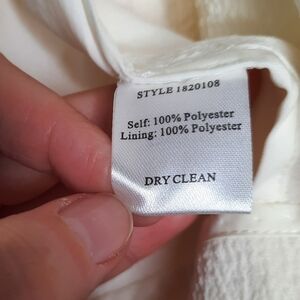 STYLE 1820108
Self: 100% Polyester
Lining: 100% Polyester
DRY CLEAN